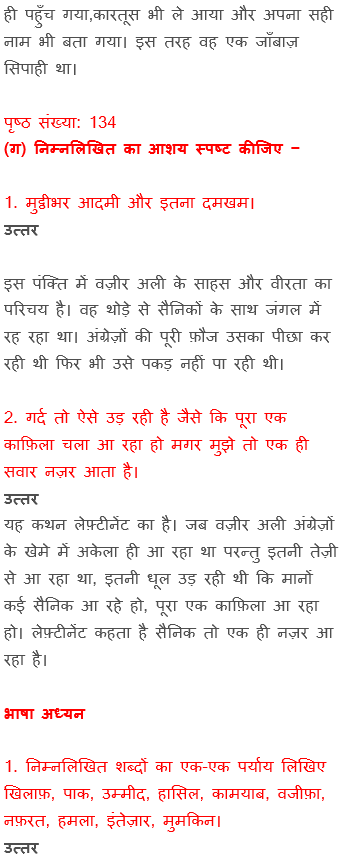 ही पहुँच गया,कारतूस भी ले आया और अपना सही
नाम भी बता गया। इस तरह वह एक जाँबाज़
सिपाही था।
पृष्ठ संख्या: 134
(ग) निम्नलिखित का आशय स्पष्ट कीजिए −
1. मुट्ठीभर आदमी और इतना दमखम।
उत्तर
इस पंक्ति में वज़ीर अली के साहस और वीरता का
परिचय है। वह थोड़े से सैनिकों के साथ जंगल में
रह रहा था। अंग्रेज़ों की पूरी फ़ौज उसका पीछा कर
रही थी फिर भी उसे पकड़ नहीं पा रही थी।
2. गर्द तो ऐसे उड़ रही है जैसे कि पूरा एक
काफ़िला चला आ रहा हो मगर मुझे तो एक ही
सवार नज़र आता है।
उत्तर
यह कथन लेफ़्टीनेंट का है। जब वज़ीर अली अंग्रेज़ों
के खेमे में अकेला ही आ रहा था परन्तु इतनी तेज़ी
से आ रहा था, इतनी धूल उड़ रही थी कि मानों
कई सैनिक आ रहे हो, पूरा एक काफ़िला आ रहा
हो। लेफ़्टीनेंट कहता है सैनिक तो एक ही नज़र आ
रहा है।
भाषा अध्यन
1. निम्नलिखित शब्दों का एक-एक पर्याय लिखिए
खिलाफ़, पाक, उम्मीद, हासिल, कामयाब, वजीफ़ा,
नफ़रत, हमला, इंतेज़ार, मुमकिन।
उत्तर